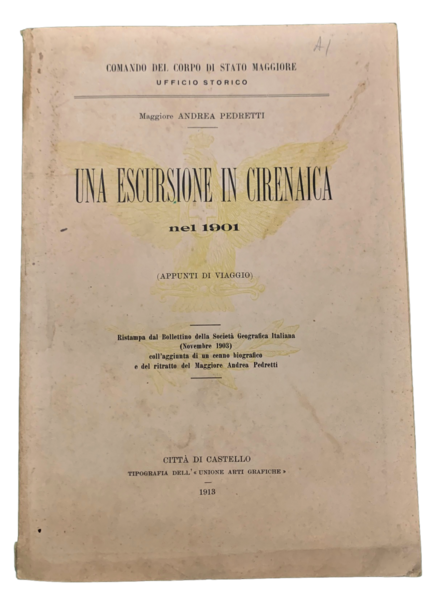 COMANDO DEL CORPO DI STATO MAGGIORE
UFFICIO STORICO
Maggiore ANDREA PEDRETTI
UNA ESCURSIONE IN CIRENAICA
nel 1901
(APPUNTI DI VIAGGIO)
Ristampa dal Bollettino della Società Geografica Italiana
(Novembre 1903)
coll'aggiunta di un cenno biografico
e del ritratto del Maggiore Andrea Pedretti
CITTÀ DI CASTELLO
TIPOGRAFIA DELL'« UNIONE ARTI GRAFICHE »
1913